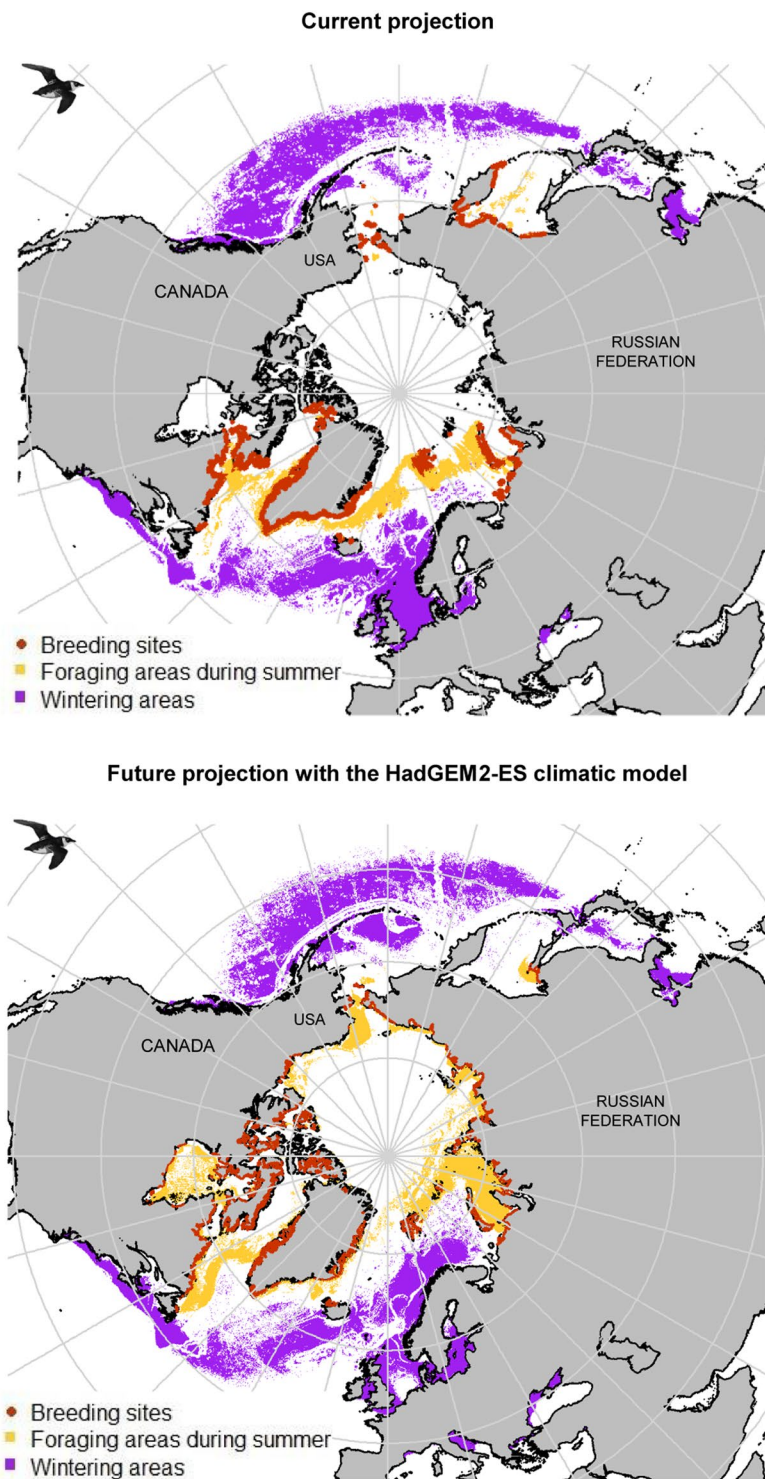 Current projection
USA
CANADA
RUSSIAN
FEDERATION
Breeding sites
Foraging areas during summer
Wintering areas
Future projection with the HadGEM2-ES climatic model
USA
CANADA
RUSSIAN
FEDERATION
Breeding sites
Foraging areas during summer
Wintering areas